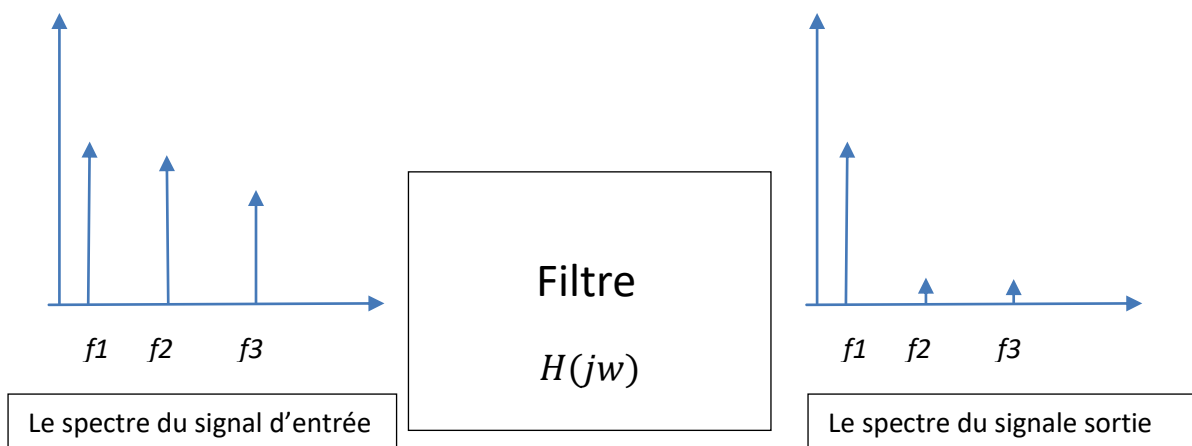 Filtre
H(jw)
f1 f2 f3
f1 f2 f3
Le spectre du signal d’entrée
Le spectre du signale sortie